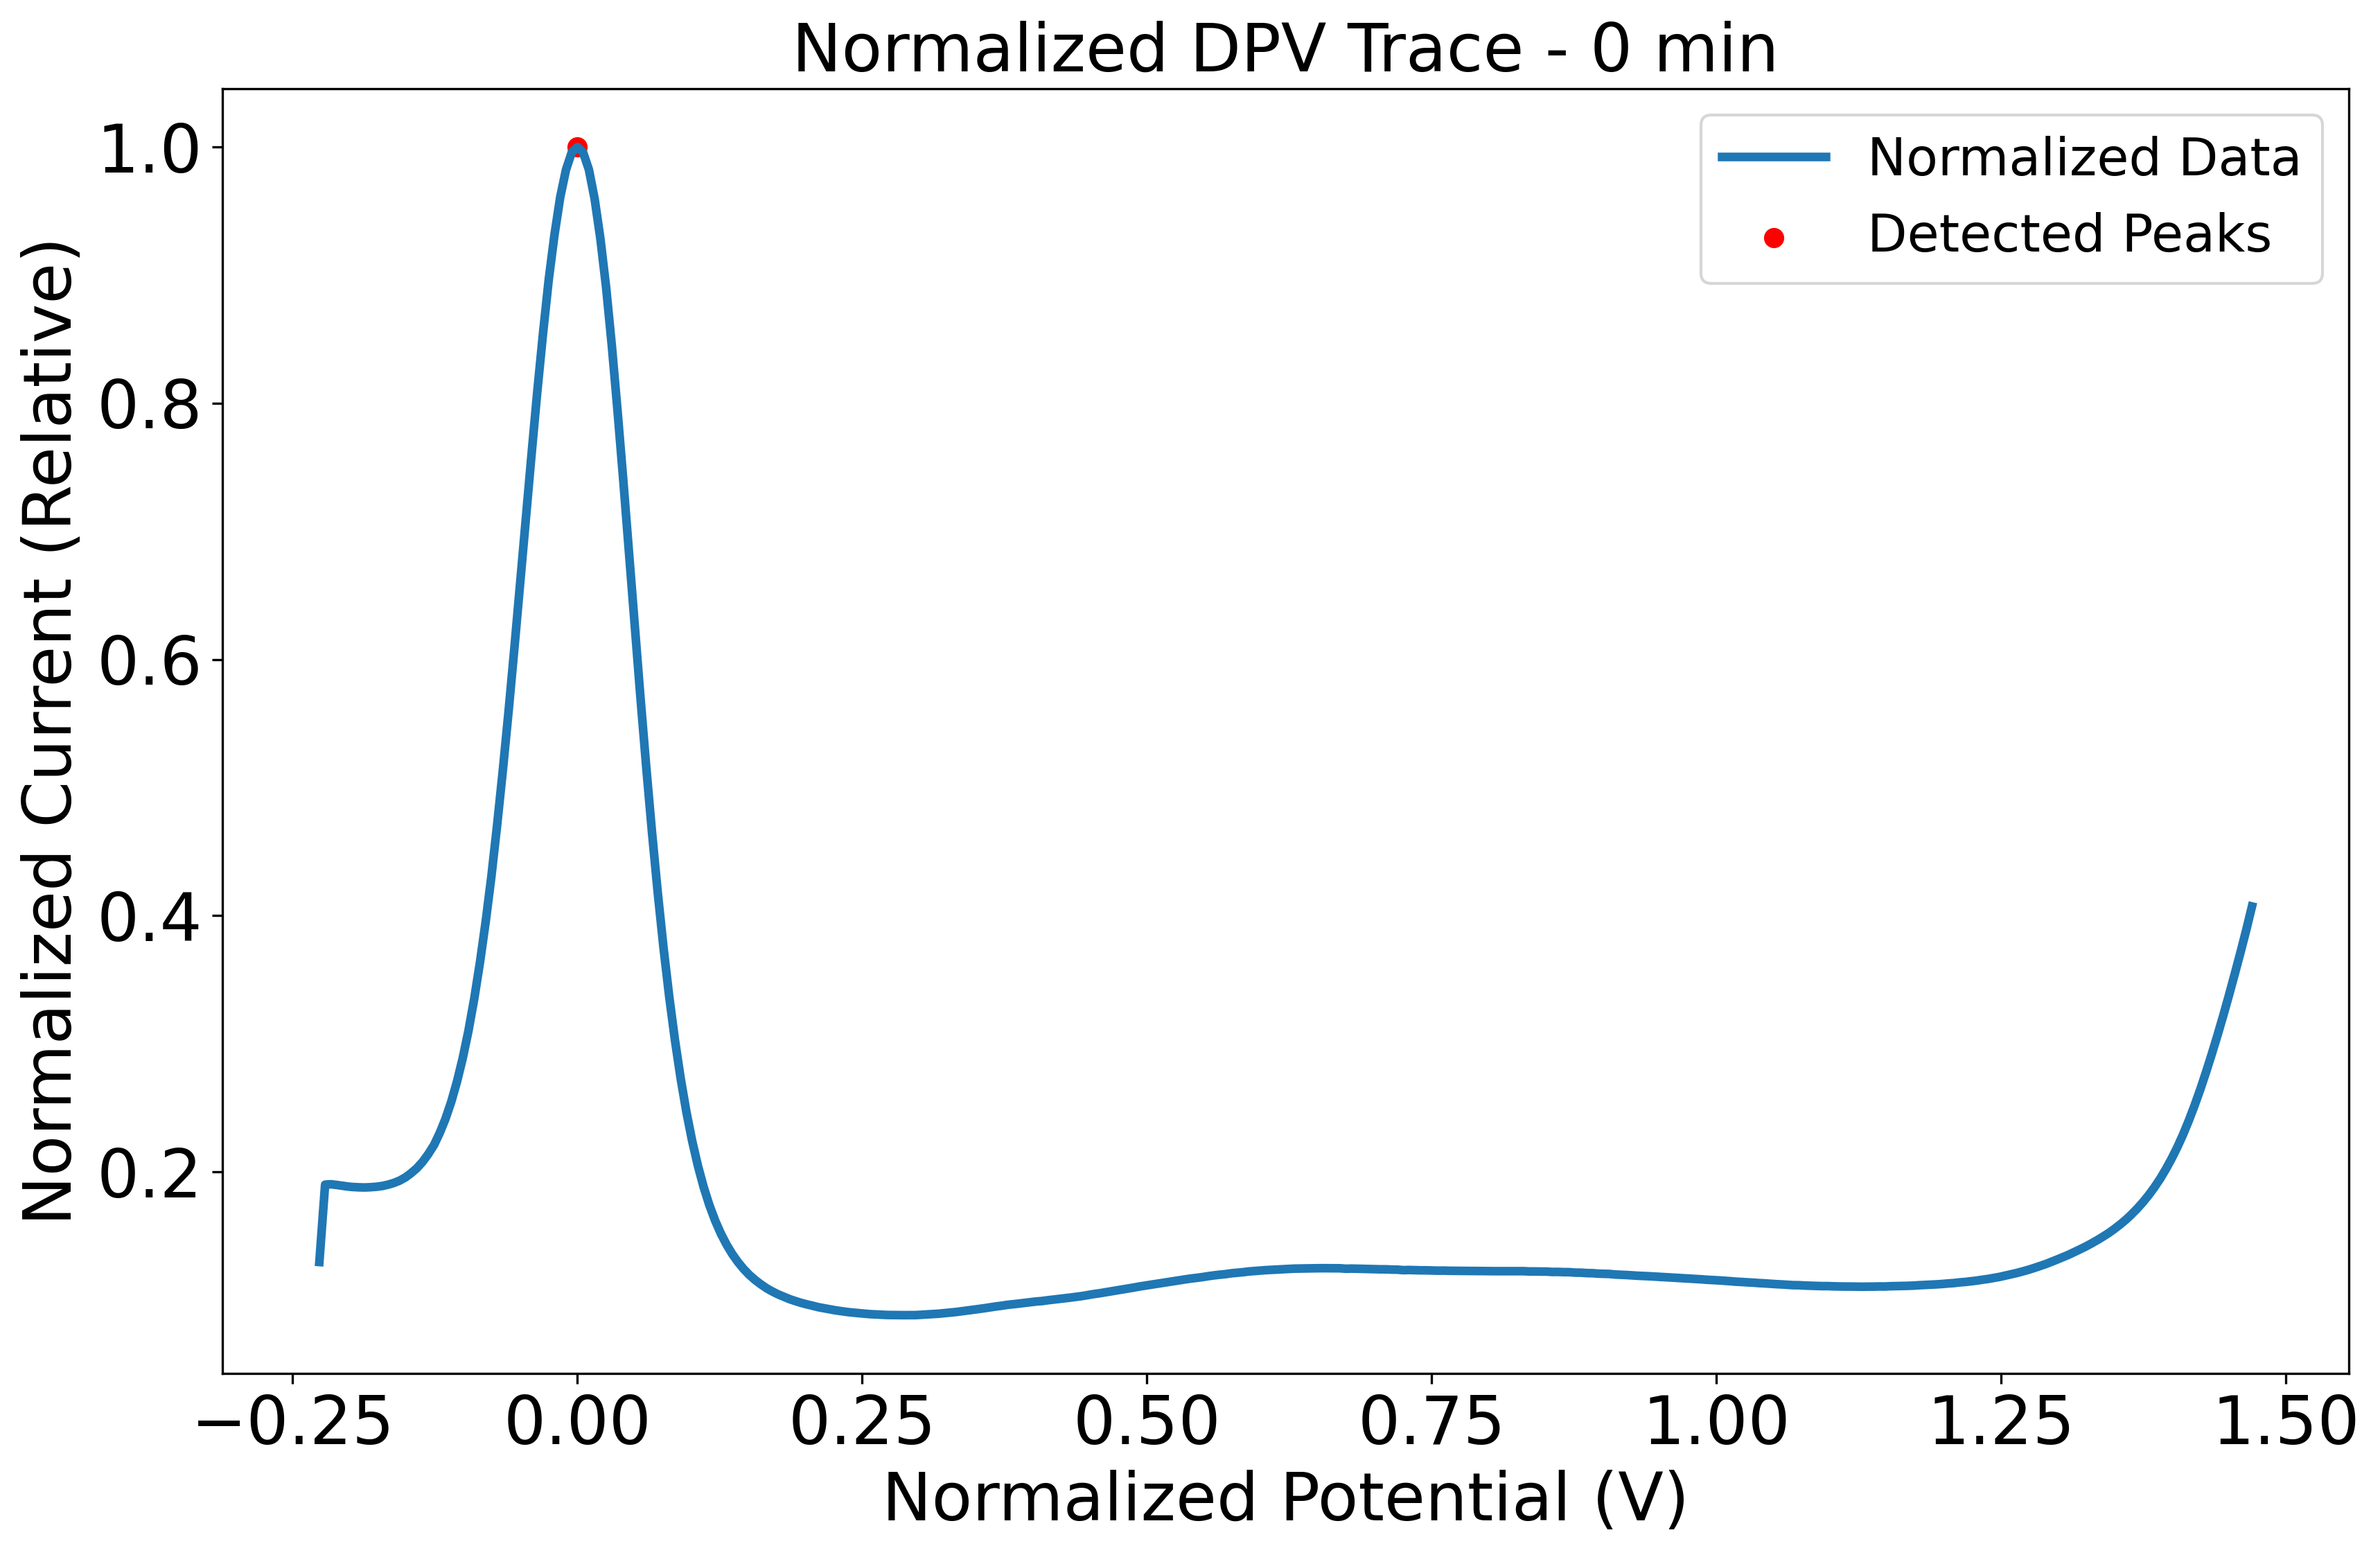 Normalized DPV Trace - 0 min
Normalized Data
Detected Peaks
Normalized Current (Relative)
1.0
0.8
0.6
0.4
0.2
−0.25 0.00 0.25 0.50 0.75 1.00 1.25 1.50
Normalized Potential (V)